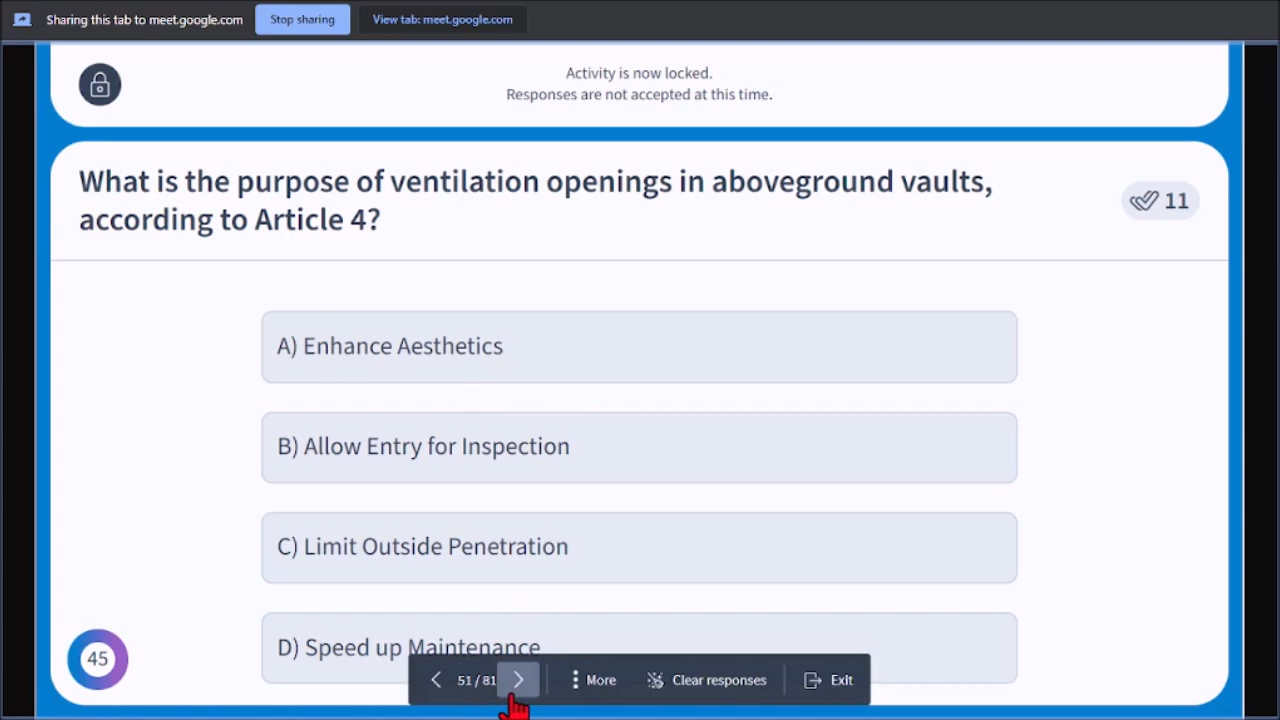 Sharing this tab to meet.google.com
Stop sharing
View tab: meet.google.com
Activity is now locked.
Responses are not accepted at this time.
What is the purpose of ventilation openings in aboveground vaults,
according to Article 4?
11
A) Enhance Aesthetics
B) Allow Entry for Inspection
C) Limit Outside Penetration
D) Speed up Maintenance
45
51 / 81
More
Clear responses
Exit